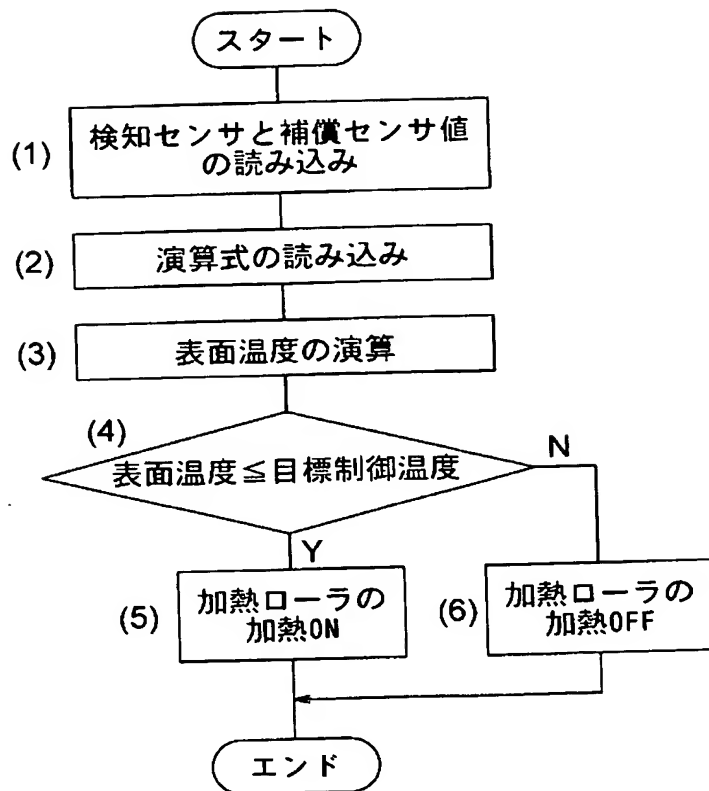 スタート
(1)
検知センサと補償センサ値
の読み込み
(2)
演算式の読み込み
(3)
表面温度の演算
(4)
表面温度≦目標制御温度
N
Y
(5)
加熱ローラの
加熱ON
(6)
加熱ローラの
加熱OFF
エンド